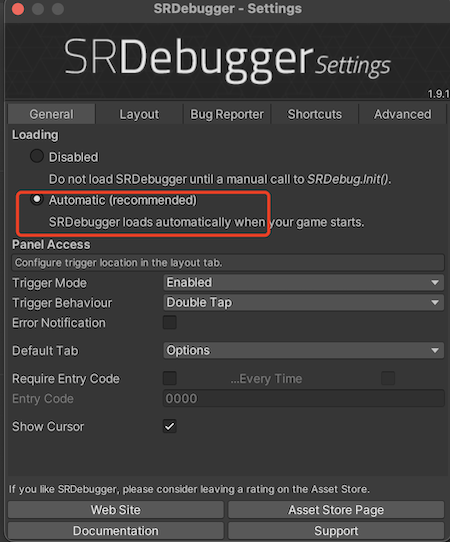 SRDebugger - Settings
SRDebugger Settings
1.9.1
General Layout Bug Reporter Shortcuts Advanced
Loading
Disabled
Do not load SRDebugger until a manual call to SRDebug.Init().
Automatic (recommended)
SRDebugger loads automatically when your game starts.
Panel Access
Configure trigger location in the layout tab.
Trigger Mode Enabled
Trigger Behaviour Double Tap
Error Notification
Default Tab Options
Require Entry Code ...Every Time
Entry Code 0000
Show Cursor
If you like SRDebugger, please consider leaving a rating on the Asset Store.
Web Site Asset Store Page
Documentation Support